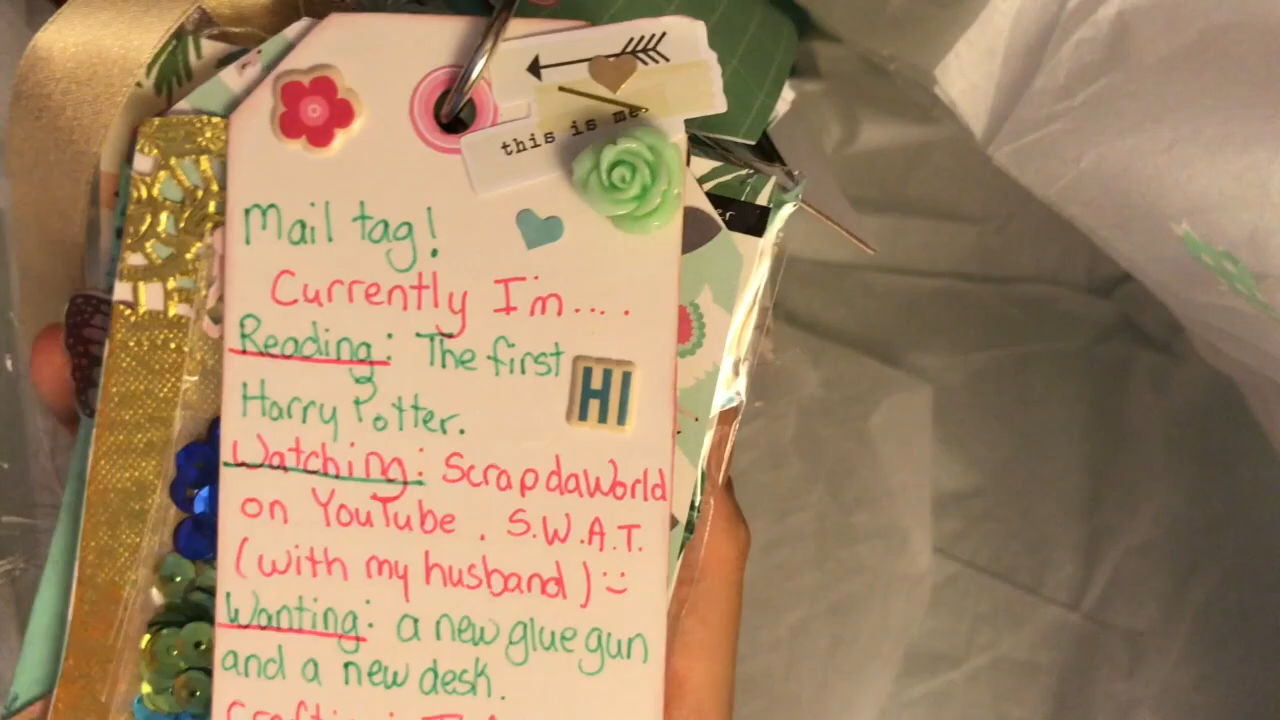 this is me
er
Mail tag!
Currently I'm....
Reading: The first
HI
Harry Potter.
Watching: ScrapdaWorld
on YouTube. S.W.A.T.
(with my husband) :)
Wanting: a new glue gun
and a new desk.